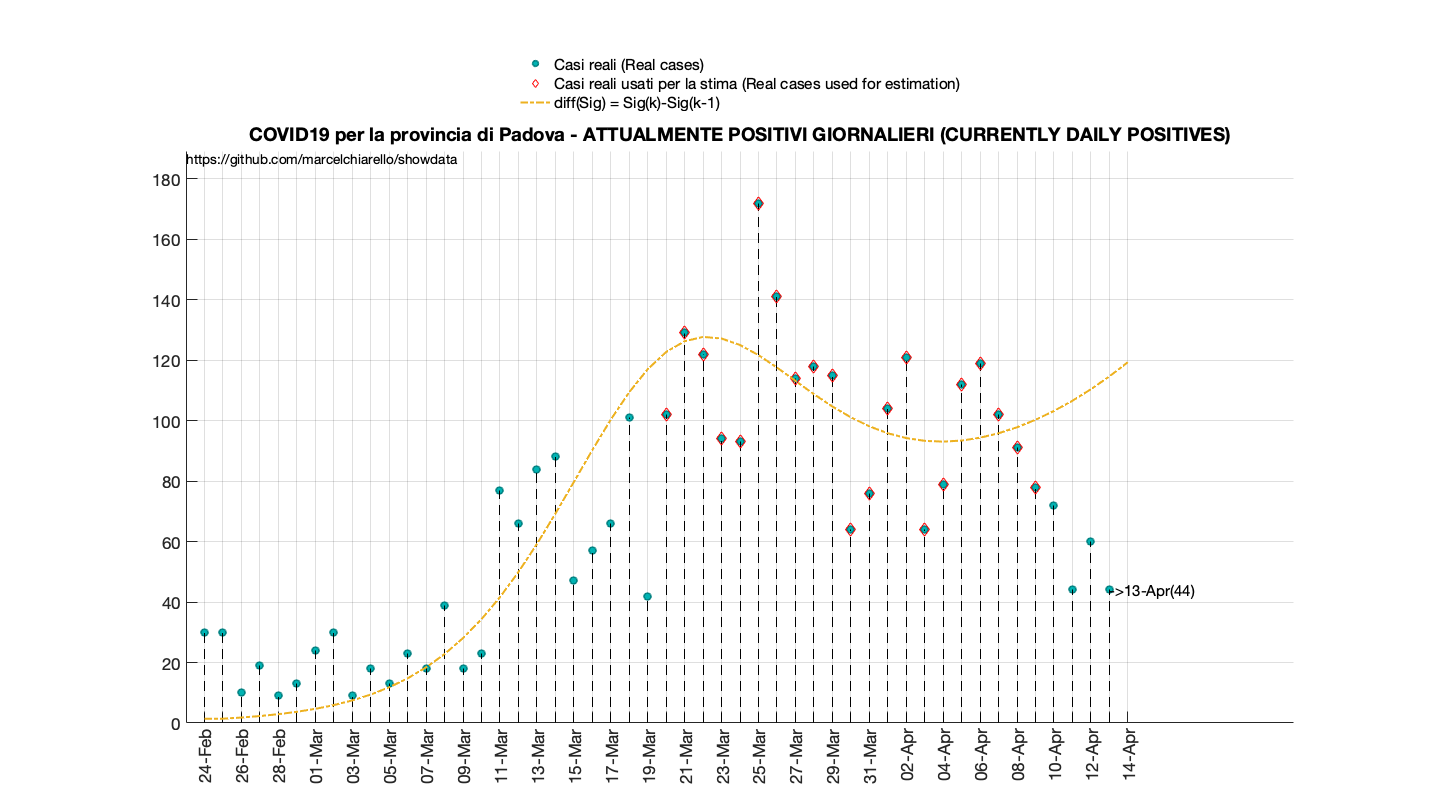 Casi reali (Real cases)
Casi reali usati per la stima (Real cases used for estimation)
diff(Sig) = Sig(k)-Sig(k-1)
COVID19 per la provincia di Padova - ATTUALMENTE POSITIVI GIORNALIERI (CURRENTLY DAILY POSITIVES)
https://github.com/marcelchiarello/showdata
180
160
140
120
100
80
60
40
20
0
->13-Apr(44)
24-Feb
26-Feb
28-Feb
01-Mar
03-Mar
05-Mar
07-Mar
09-Mar
11-Mar
13-Mar
15-Mar
17-Mar
19-Mar
21-Mar
23-Mar
25-Mar
27-Mar
29-Mar
31-Mar
02-Apr
04-Apr
06-Apr
08-Apr
10-Apr
12-Apr
14-Apr